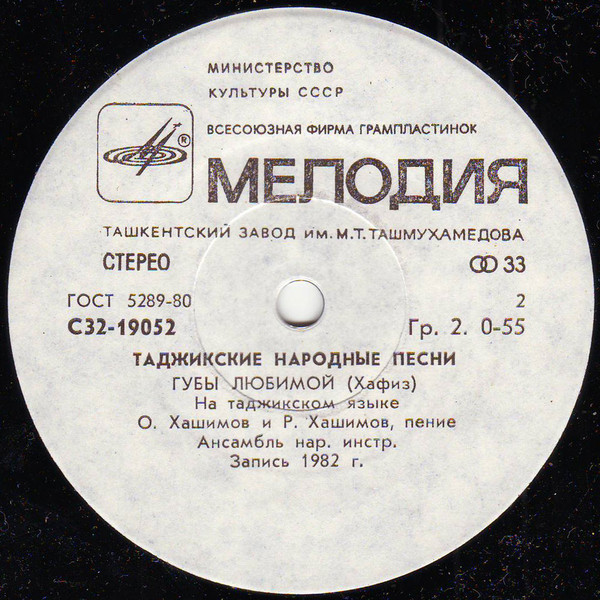 МИНИСТЕРСТВО
КУЛЬТУРЫ СССР
ВСЕСОЮЗНАЯ ФИРМА ГРАМПЛАСТИНОК
®
МЕЛОДИЯ
ТАШКЕНТСКИЙ ЗАВОД ИМ. М.Т. ТАШМУХАМЕДОВА
СТЕРЕО 33
ГОСТ 5289-80 2
С32-19052 Гр. 2. 0-55
ТАДЖИКСКИЕ НАРОДНЫЕ ПЕСНИ
ГУБЫ ЛЮБИМОЙ (Хафиз)
На таджикском языке
О. Хашимов и Р. Хашимов, пение
Ансамбль нар. инстр.
Запись 1982 г.